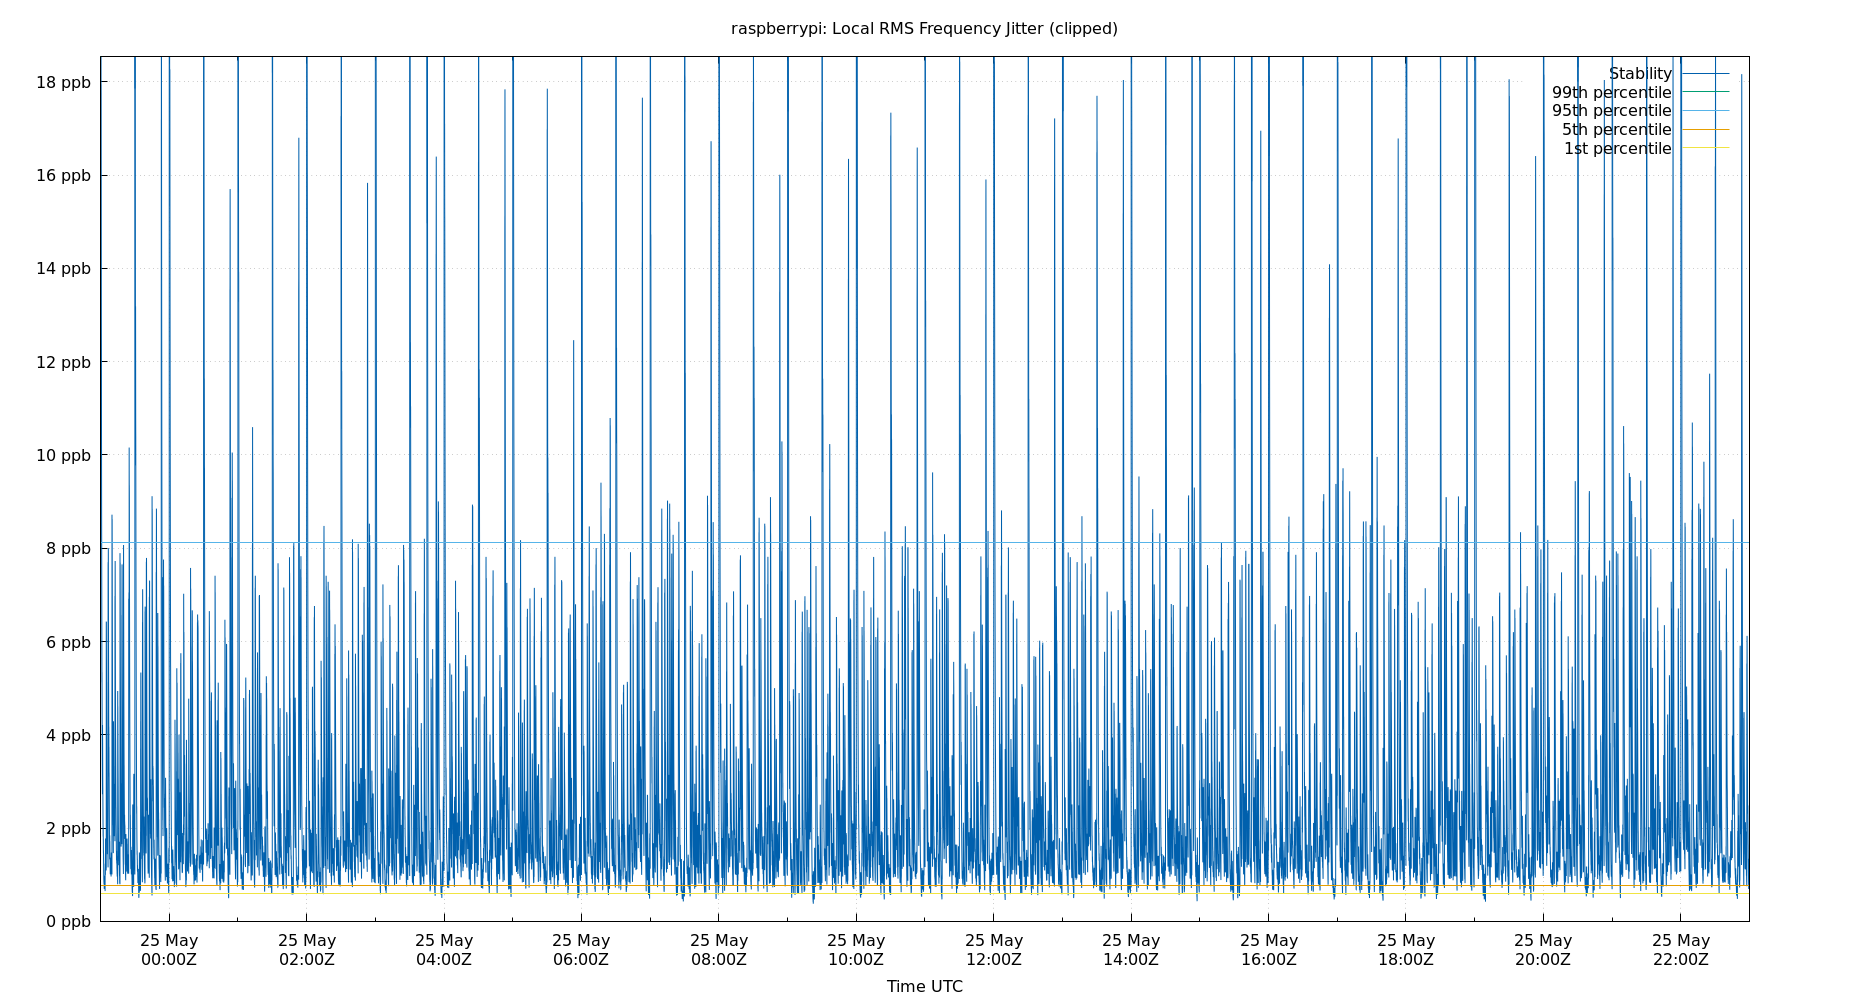 raspberrypi: Local RMS Frequency Jitter (clipped)
18 ppb
16 ppb
14 ppb
12 ppb
10 ppb
8 ppb
6 ppb
4 ppb
2 ppb
0 ppb
Stability
99th percentile
95th percentile
5th percentile
1st percentile
25 May 25 May 25 May 25 May 25 May 25 May 25 May 25 May 25 May 25 May 25 May 25 May
00:00Z 02:00Z 04:00Z 06:00Z 08:00Z 10:00Z 12:00Z 14:00Z 16:00Z 18:00Z 20:00Z 22:00Z
Time UTC